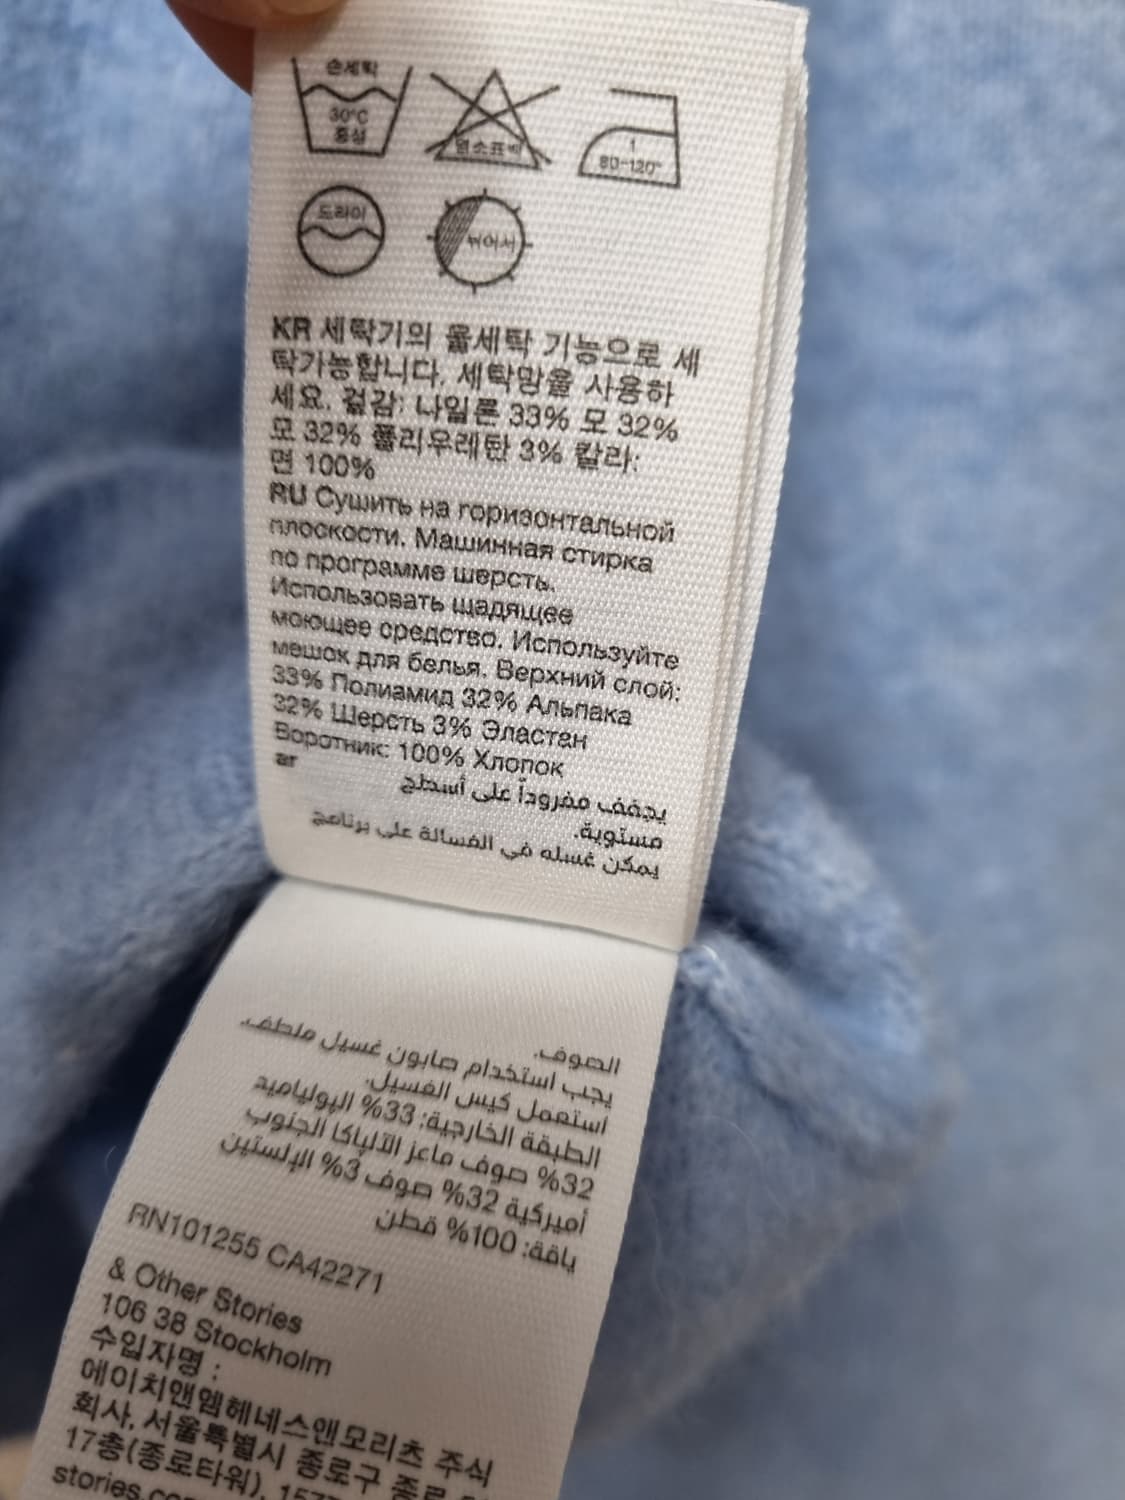 손세탁
30°C
중성
염소표백
1
80-120°
드라이
뉘어서
KR 세탁기의 울세탁 기능으로 세
탁가능합니다. 세탁망을 사용하
세요. 겉감: 나일론 33% 모 32%
모 32% 폴리우레탄 3% 칼라:
면 100%
RU Сушить на горизонтальной
плоскости. Машинная стирка
по программе шерсть.
Использовать щадящее
моющее средство. Используйте
мешок для белья. Верхний слой:
33% Полиамид 32% Альпака
32% Шерсть 3% Эластан
Воротник: 100% Хлопок
ar
يجفف مفروداً على أسطح
مستوية.
يمكن غسله في الغسالة على برنامج
الصوف.
يجب استخدام صابون غسيل ملطف.
استعمل كيس الغسيل.
الطبقة الخارجية: 33% البولياميد
32% صوف ماعز الآلباكا الجنوب
أميركية 32% صوف 3% الإلستين
ياقة: 100% قطن
RN101255 CA42271
& Other Stories
106 38 Stockholm
수입자명 :
에이치앤엠헤네스앤모리츠 주식
회사, 서울특별시 종로구
17층(종로타워),